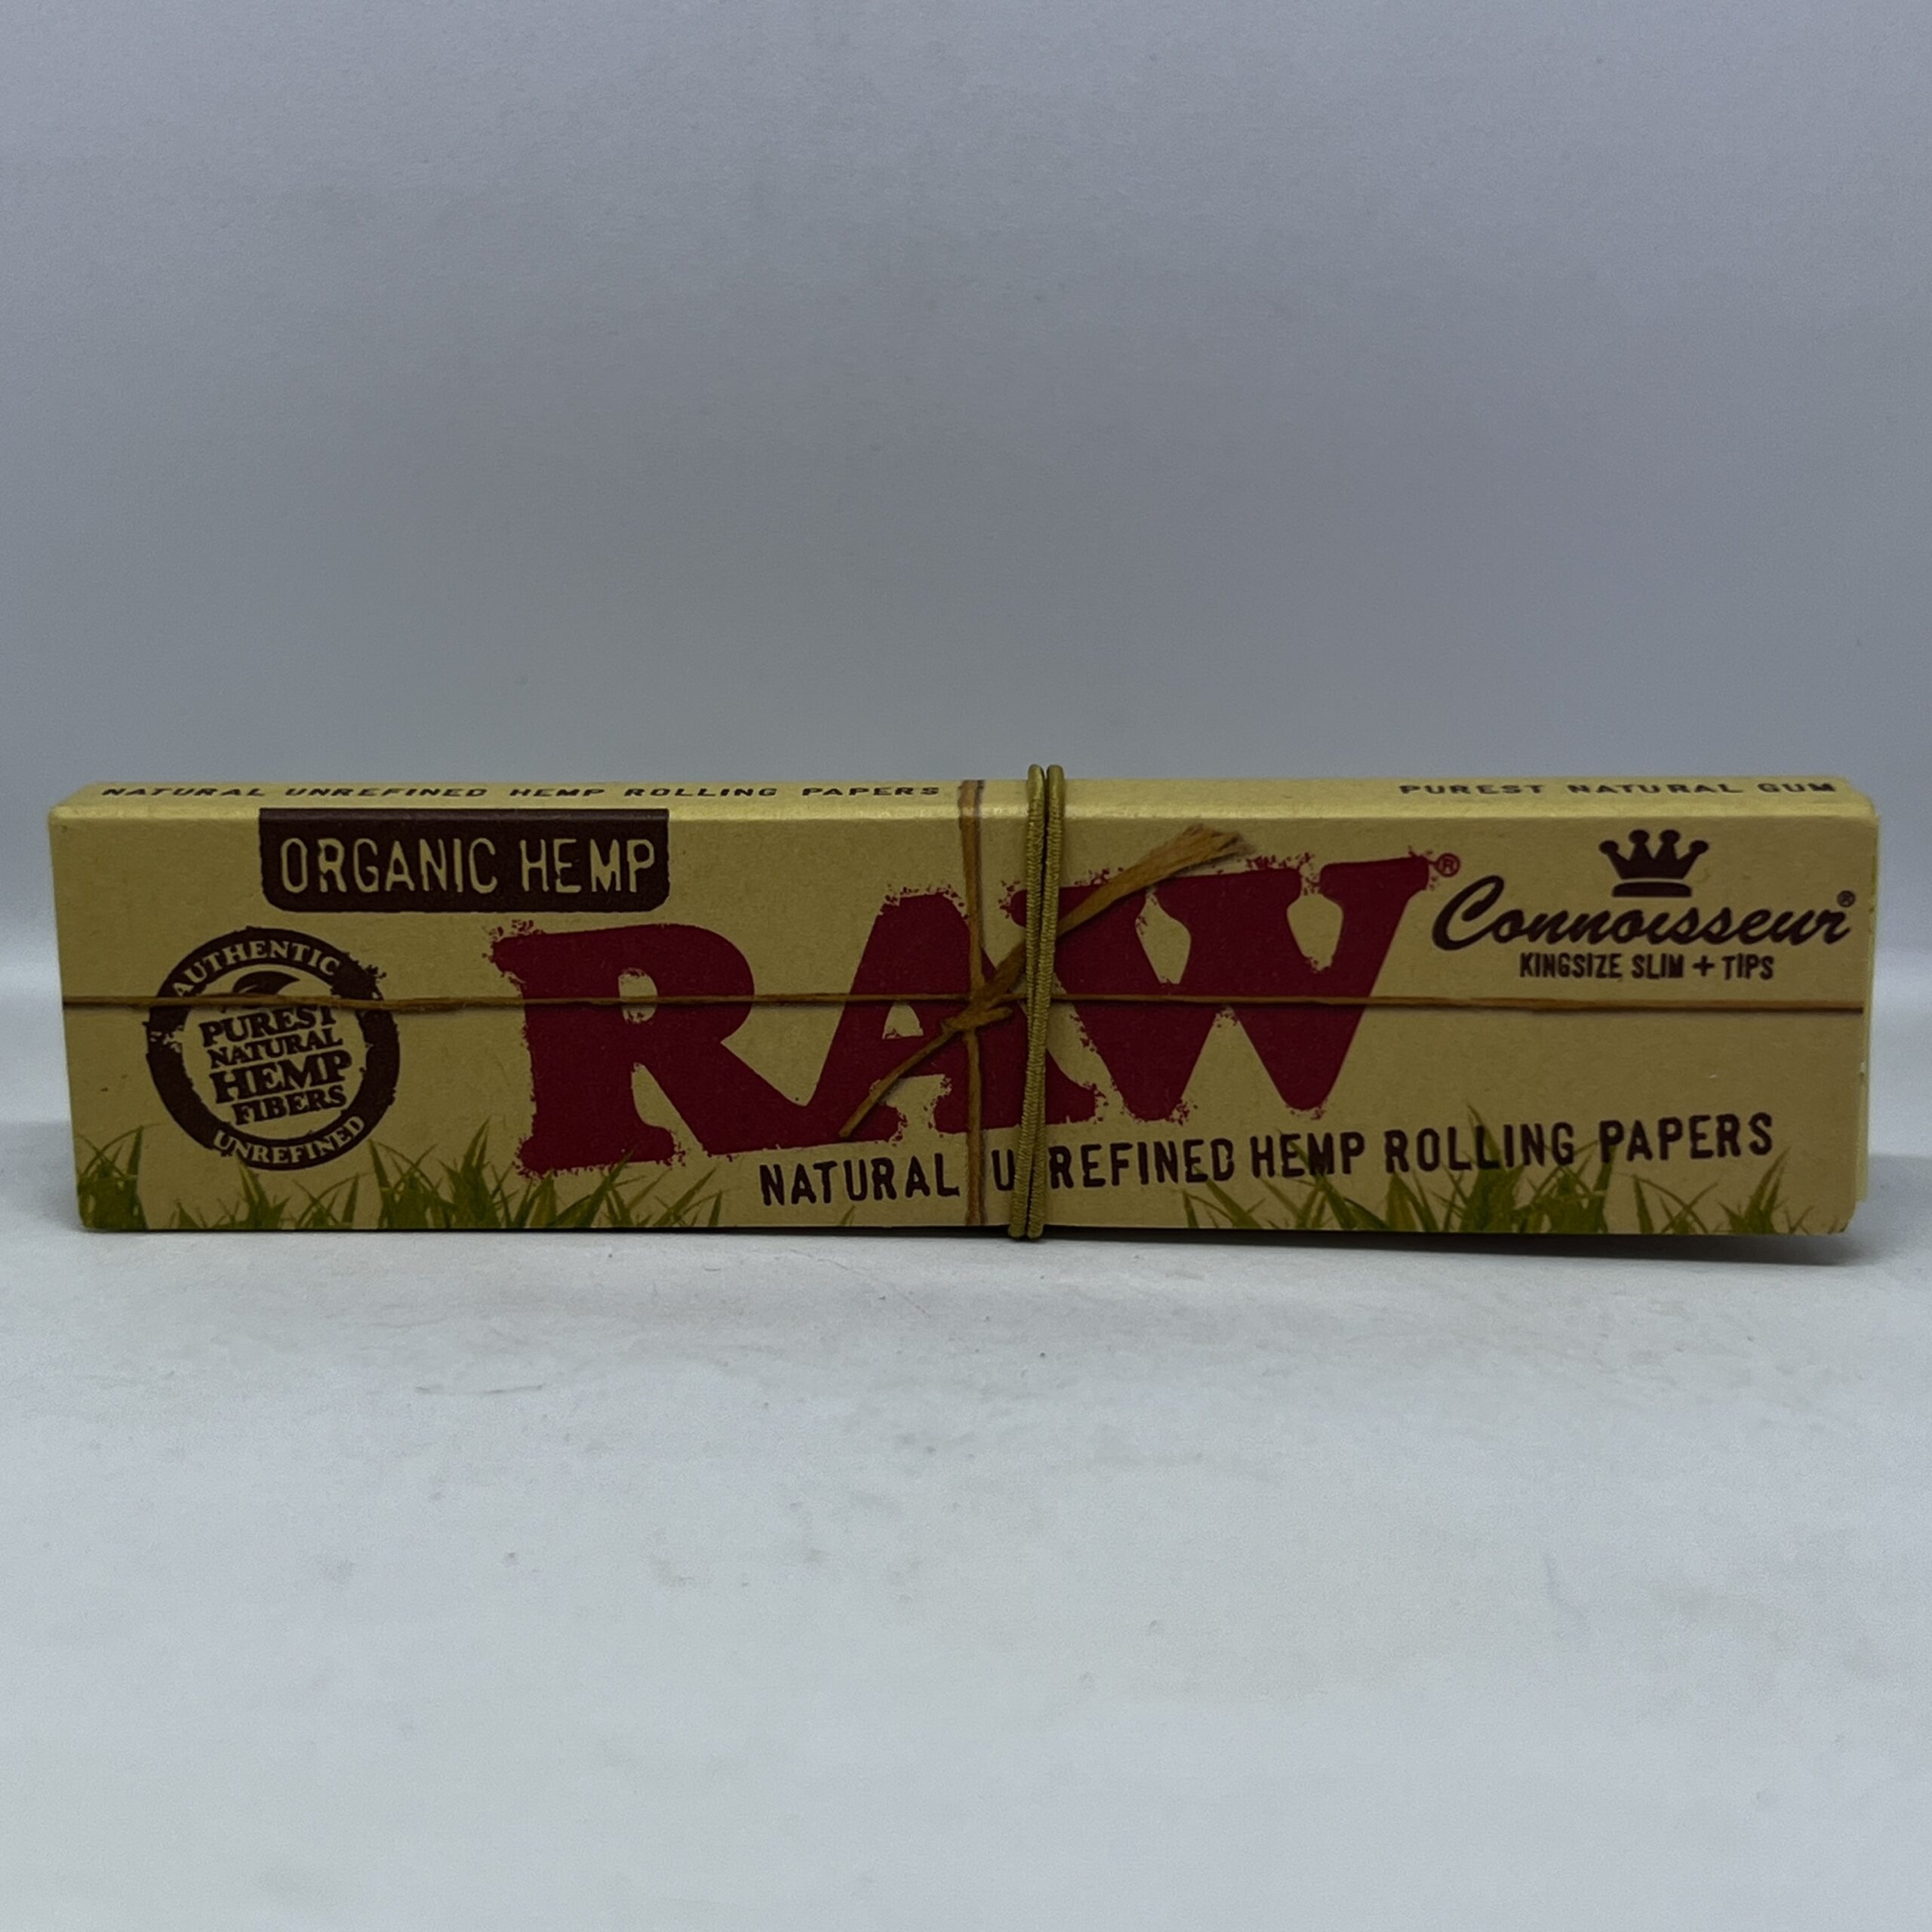 NATURAL UNREFINED HEMP ROLLING PAPERS
PUREST NATURAL GUM
ORGANIC HEMP
AUTHENTIC
PUREST
NATURAL
HEMP
FIBERS
UNREFINED
RAW®
Connoisseur®
KINGSIZE SLIM + TIPS
NATURAL UNREFINED HEMP ROLLING PAPERS